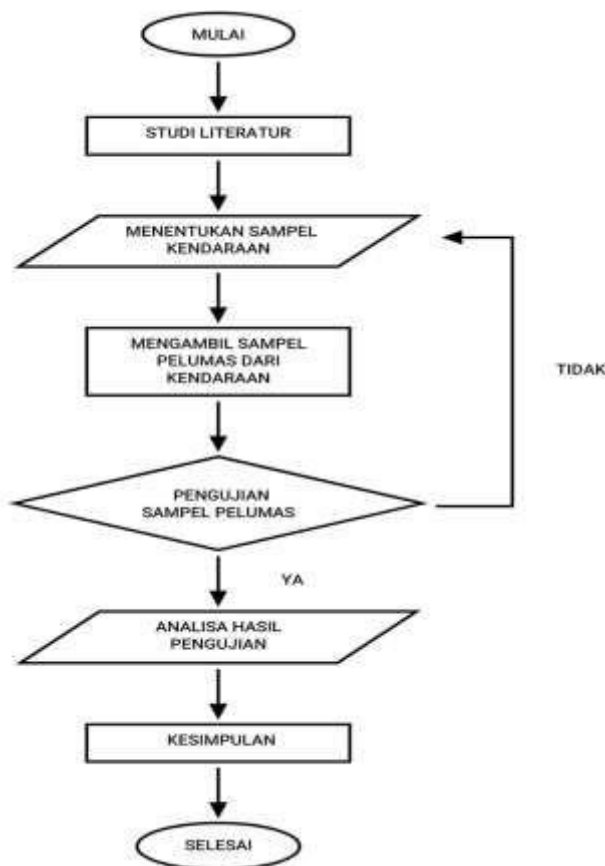 MULAI
STUDI LITERATUR
MENENTUKAN SAMPEL
KENDARAAN
MENGAMBIL SAMPEL
PELUMAS DARI
KENDARAAN
TIDAK
PENGUJIAN
SAMPEL PELUMAS
YA
ANALISA HASIL
PENGUJIAN
KESIMPULAN
SELESAI